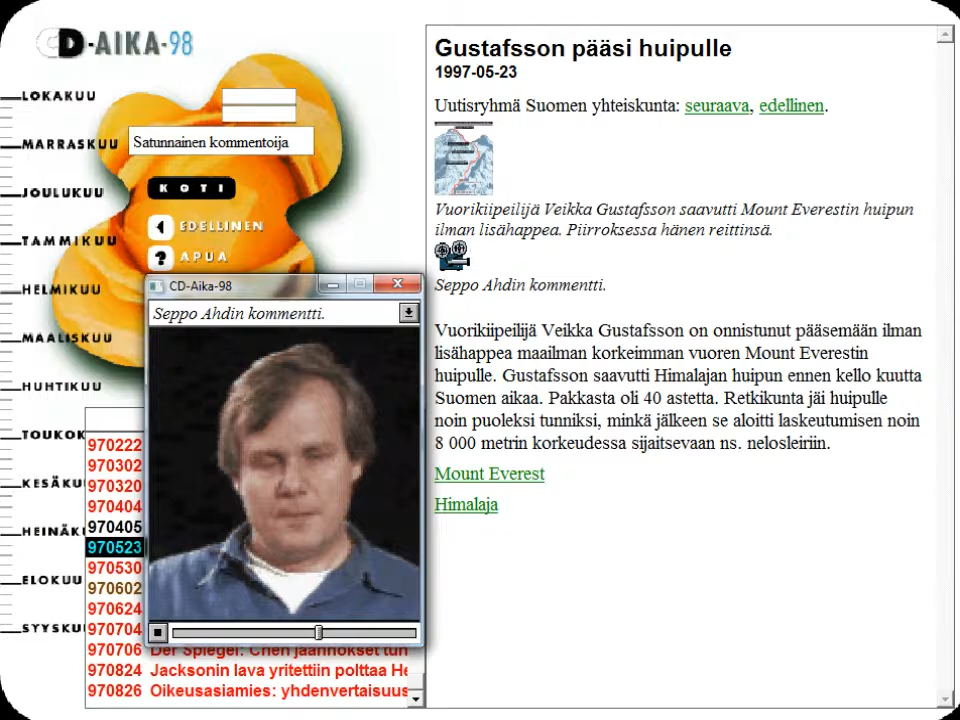 CD-AIKA-98
LOKAKUU
MARRASKUU
JOULUKUU
TAMMIKUU
HELMIKUU
MAALISKUU
HUHTIKUU
TOUKOK
KESÄKU
HEINÄK
ELOKUU
SYYSKU
Satunnainen kommentoija
KOTI
EDELLINEN
? APUA
CD-Aika-98
Seppo Ahdin kommentti.
970222
970302
970320
970404
970405
970523
970530
970602
970624
970704
970706 Der Spiegel: Chen jäännökset tun
970824 Jacksonin lava yritettiin polttaa He
970826 Oikeusasiamies: yhdenvertaisuus
Gustafsson pääsi huipulle
1997-05-23
Uutisryhmä Suomen yhteiskunta: seuraava, edellinen.
Vuorikiipeilijä Veikka Gustafsson saavutti Mount Everestin huipun
ilman lisähappea. Piirroksessa hänen reittinsä.
Seppo Ahdin kommentti.
Vuorikiipeilijä Veikka Gustafsson on onnistunut pääsemään ilman
lisähappea maailman korkeimman vuoren Mount Everestin
huipulle. Gustafsson saavutti Himalajan huipun ennen kello kuutta
Suomen aikaa. Pakkasta oli 40 astetta. Retkikunta jäi huipulle
noin puoleksi tunniksi, minkä jälkeen se aloitti laskeutumisen noin
8 000 metrin korkeudessa sijaitsevaan ns. nelosleiriin.
Mount Everest
Himalaja